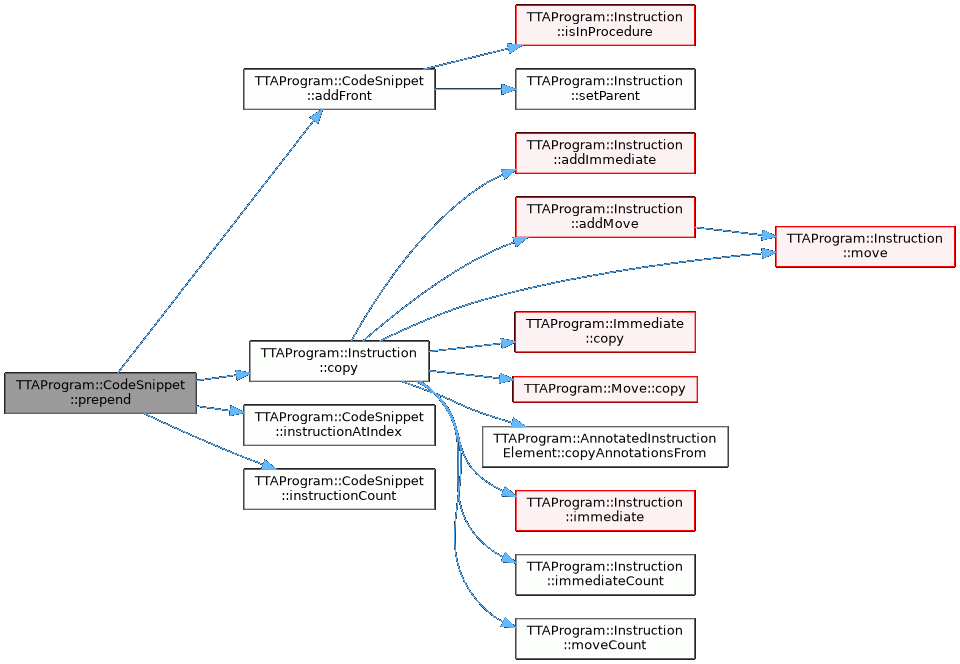 TTAProgram::Instruction
::isInProcedure
TTAProgram::CodeSnippet
::addFront
TTAProgram::Instruction
::setParent
TTAProgram::Instruction
::addImmediate
TTAProgram::Instruction
::addMove
TTAProgram::Instruction
::move
TTAProgram::Immediate
::copy
TTAProgram::Instruction
::copy
TTAProgram::CodeSnippet
::prepend
TTAProgram::Move::copy
TTAProgram::CodeSnippet
::instructionAtIndex
TTAProgram::AnnotatedInstruction
Element::copyAnnotationsFrom
TTAProgram::CodeSnippet
::instructionCount
TTAProgram::Instruction
::immediate
TTAProgram::Instruction
::immediateCount
TTAProgram::Instruction
::moveCount